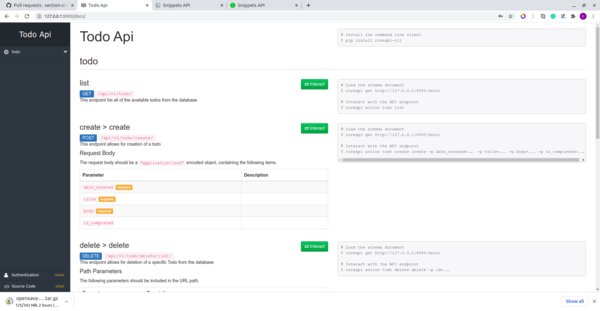 Pull requests · section-e
Todo Api
Snippets API
Snippets API
127.0.0.1:8000/docs/
Todo Api
todo
Authentication none
Source Code shell
Todo Api
# Install the command line client
$ pip install coreapi-cli
todo
list
Interact
GET /api/v1/todo/
This endpoint list all of the available todos from the database
# Load the schema document
$ coreapi get http://127.0.0.1:8000/docs/
# Interact with the API endpoint
$ coreapi action todo list
create > create
Interact
POST /api/v1/todo/create/
This endpoint allows for creation of a todo
Request Body
The request body should be a "application/json" encoded object, containing the following items.
Parameter Description
date_created required
title required
body required
is_completed
# Load the schema document
$ coreapi get http://127.0.0.1:8000/docs/
# Interact with the API endpoint
$ coreapi action todo create create -p date_created=... -p title=... -p body=... -p is_completed=...
delete > delete
Interact
DELETE /api/v1/todo/delete/{id}/
This endpoint allows for deletion of a specific Todo from the database
Path Parameters
The following parameters should be included in the URL path.
# Load the schema document
$ coreapi get http://127.0.0.1:8000/docs/
# Interact with the API endpoint
$ coreapi action todo delete delete -p id=...
opensava-....tar.gz
Show all